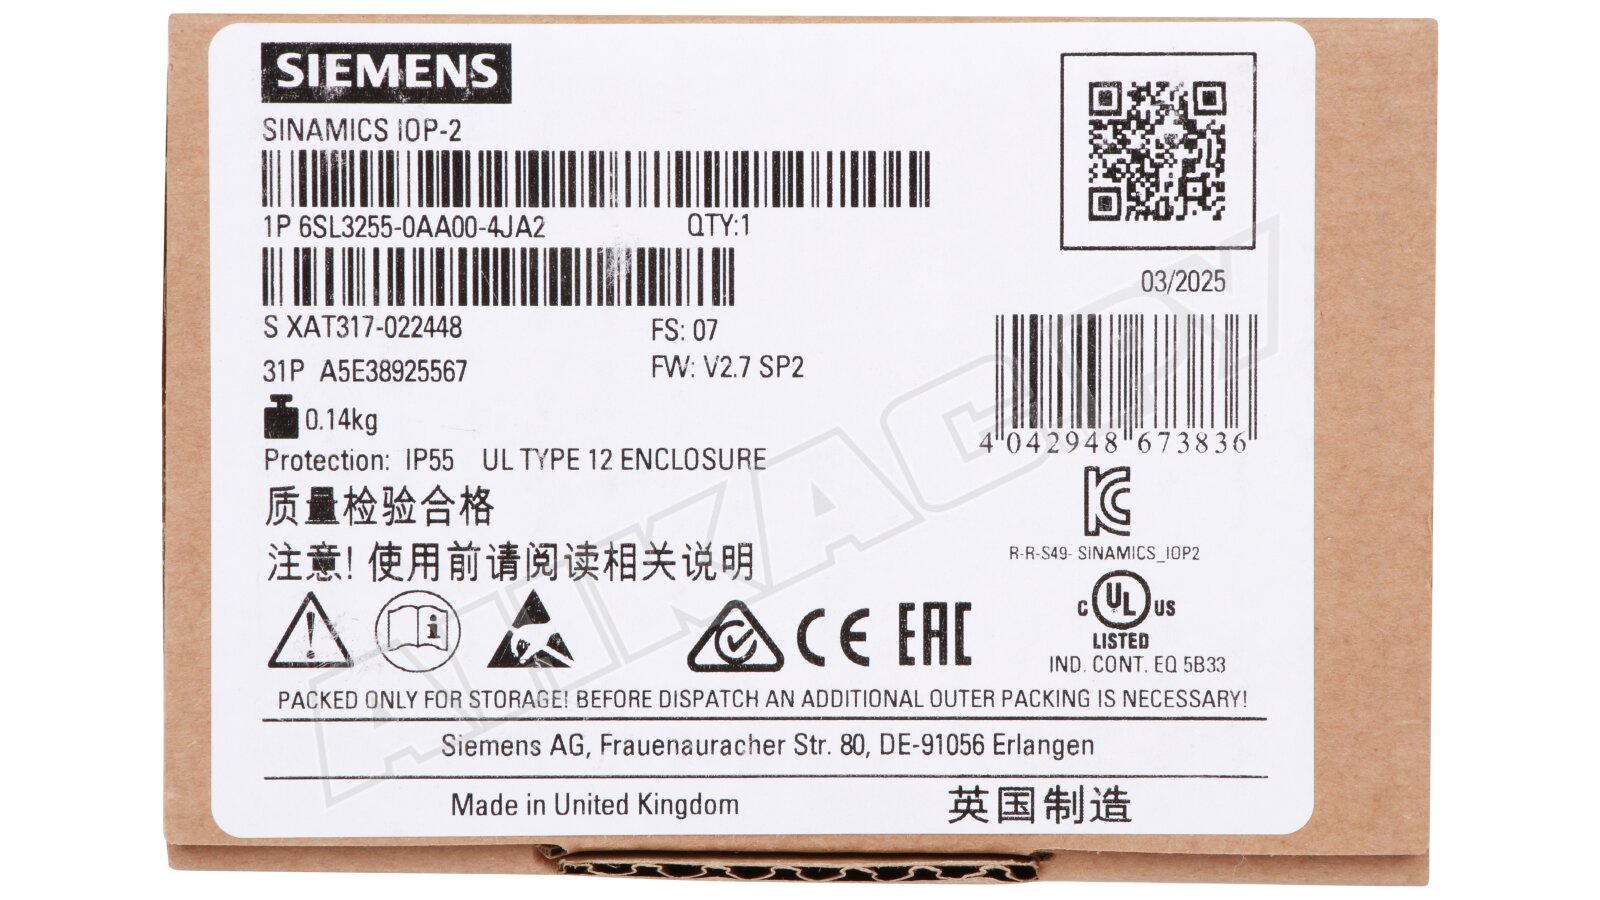 SIEMENS
SINAMICS IOP-2
1P 6SL3255-0AA00-4JA2 QTY:1
03/2025
S XAT317-022448 FS: 07
31P A5E38925567 FW: V2.7 SP2
0.14kg
4 042948 673836
Protection: IP55 UL TYPE 12 ENCLOSURE
质量检验合格
R-R-S49- SINAMICS_IOP2
注意! 使用前请阅读相关说明
i
CE EAC
C UL US
LISTED
IND. CONT. EQ 5B33
PACKED ONLY FOR STORAGE! BEFORE DISPATCH AN ADDITIONAL OUTER PACKING IS NECESSARY!
Siemens AG, Frauenauracher Str. 80, DE-91056 Erlangen
Made in United Kingdom 英国制造